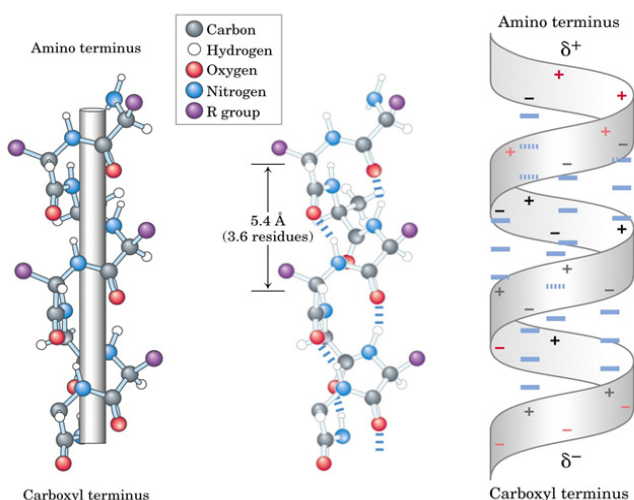 Amino terminus
Carbon
Hydrogen
Oxygen
Nitrogen
R group
5.4 Å
(3.6 residues)
Carboxyl terminus
Amino terminus
δ+
+
−
+
+
+
−
−
+
−
−
+
+
+
−
−
+
−
+
−
−
−
δ−
Carboxyl terminus